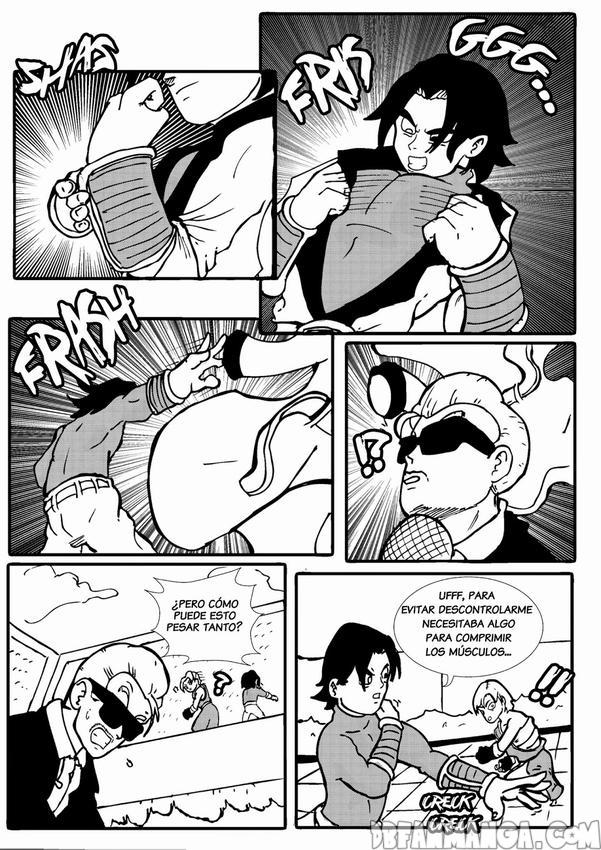 SHAS
FRK
GGG...
FRASH
!?
¿PERO CÓMO
PUEDE ESTO
PESAR TANTO?
?
UFFF, PARA
EVITAR DESCONTROLARME
NECESITABA ALGO
PARA COMPRIMIR
LOS MÚSCULOS...
!!
CRECK
CRECK
DBFANMANGA.COM